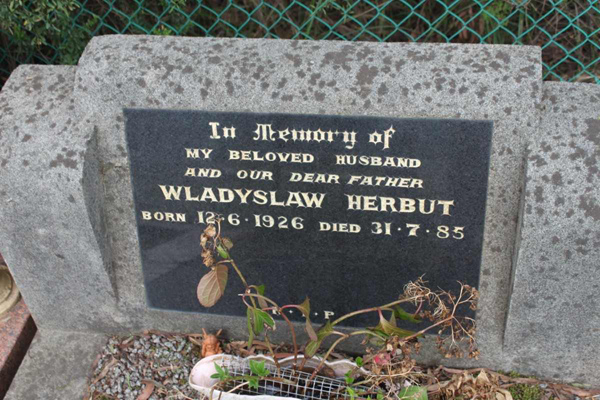 In Memory of
MY BELOVED HUSBAND
AND OUR DEAR FATHER
WLADYSLAW HERBUT
BORN 12·6·1926 DIED 31·7·85
P